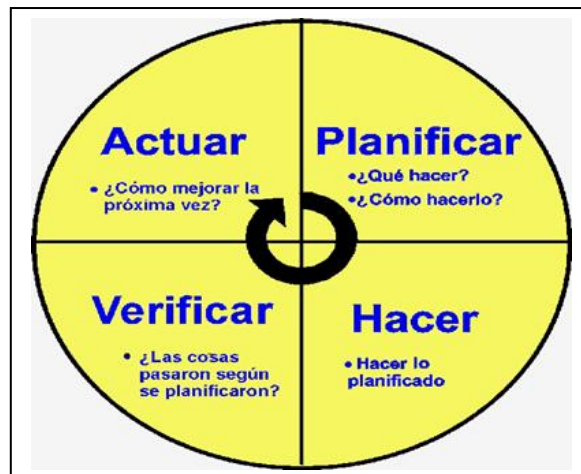 Actuar
• ¿Cómo mejorar la
próxima vez?
Planificar
•¿Qué hacer?
•¿Cómo hacerlo?
Verificar
• ¿Las cosas
pasaron según
se planificaron?
Hacer
• Hacer lo
planificado